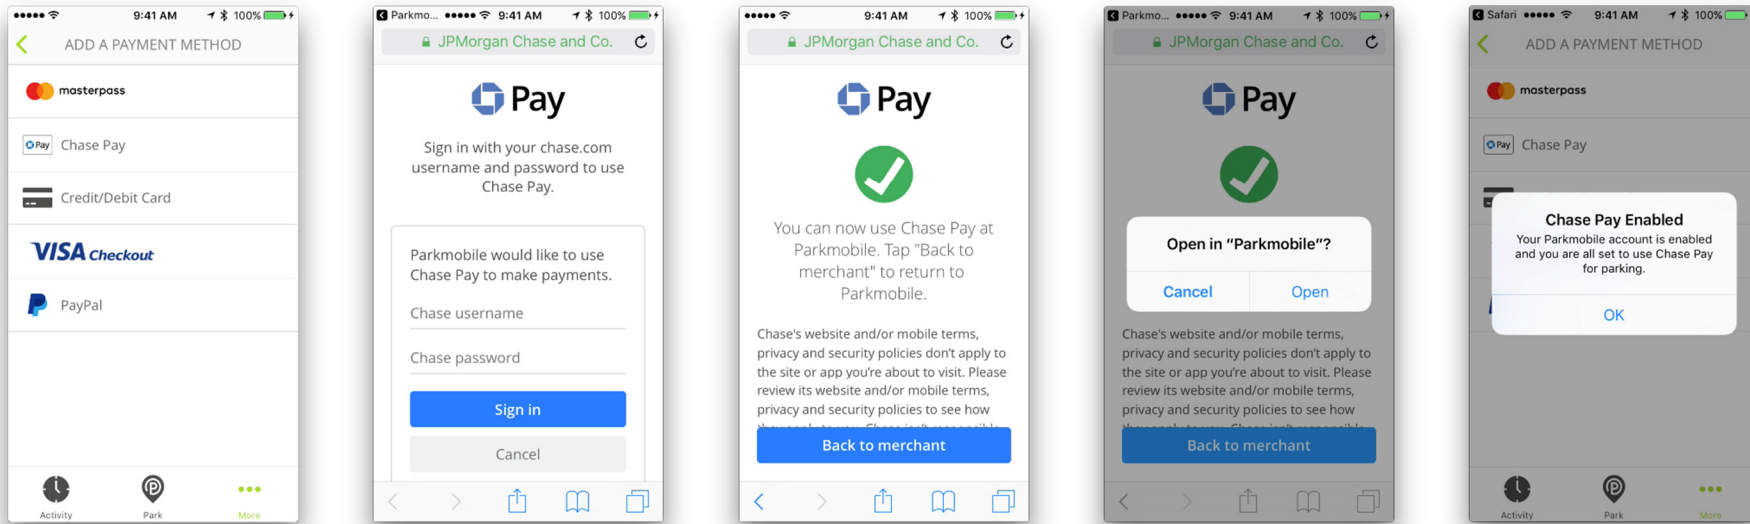 9:41 AM 100%
ADD A PAYMENT METHOD
masterpass
Pay Chase Pay
Credit/Debit Card
VISA Checkout
PayPal
Activity Park More
Parkmo... 9:41 AM 100%
JPMorgan Chase and Co.
Pay
Sign in with your chase.com
username and password to use
Chase Pay.
Parkmobile would like to use
Chase Pay to make payments.
Chase username
Chase password
Sign in
Cancel
9:41 AM 100%
JPMorgan Chase and Co.
Pay
You can now use Chase Pay at
Parkmobile. Tap "Back to
merchant" to return to
Parkmobile.
Chase's website and/or mobile terms,
privacy and security policies don't apply to
the site or app you're about to visit. Please
review its website and/or mobile terms,
privacy and security policies to see how
Back to merchant
Parkmo... 9:41 AM 100%
JPMorgan Chase and Co.
Pay
Open in “Parkmobile”?
Cancel Open
Chase's website and/or mobile terms,
privacy and security policies don't apply to
the site or app you're about to visit. Please
review its website and/or mobile terms,
privacy and security policies to see how
Back to merchant
Safari 9:41 AM 100%
ADD A PAYMENT METHOD
masterpass
Pay Chase Pay
Chase Pay Enabled
Your Parkmobile account is enabled
and you are all set to use Chase Pay
for parking.
OK
Activity Park More